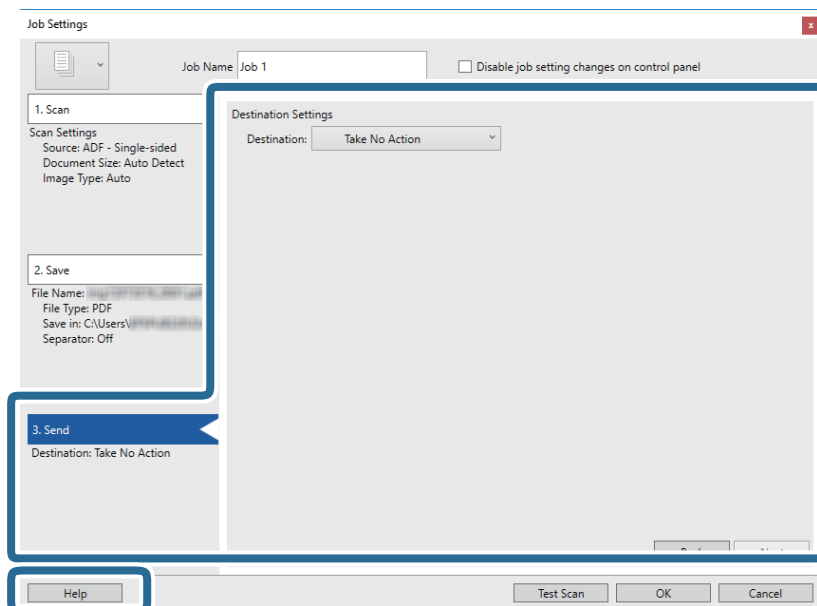 Job Settings
x
Job Name Job 1
Disable job setting changes on control panel
1. Scan
Scan Settings
Source: ADF - Single-sided
Document Size: Auto Detect
Image Type: Auto
2. Save
File Name:
File Type: PDF
Save in: C:\Users\
Separator: Off
3. Send
Destination: Take No Action
Destination Settings
Destination: Take No Action
Help
Test Scan
OK
Cancel